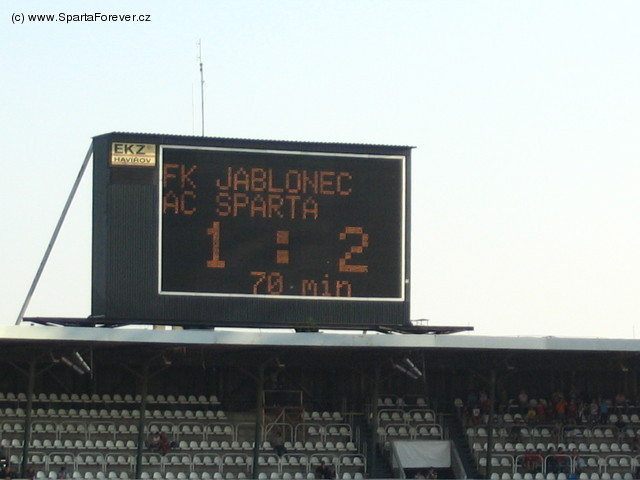 (c) www.SpartaForever.cz
EKZ
HAVÍŘOV
FK JABLONEC
AC SPARTA
1 : 2
70 min